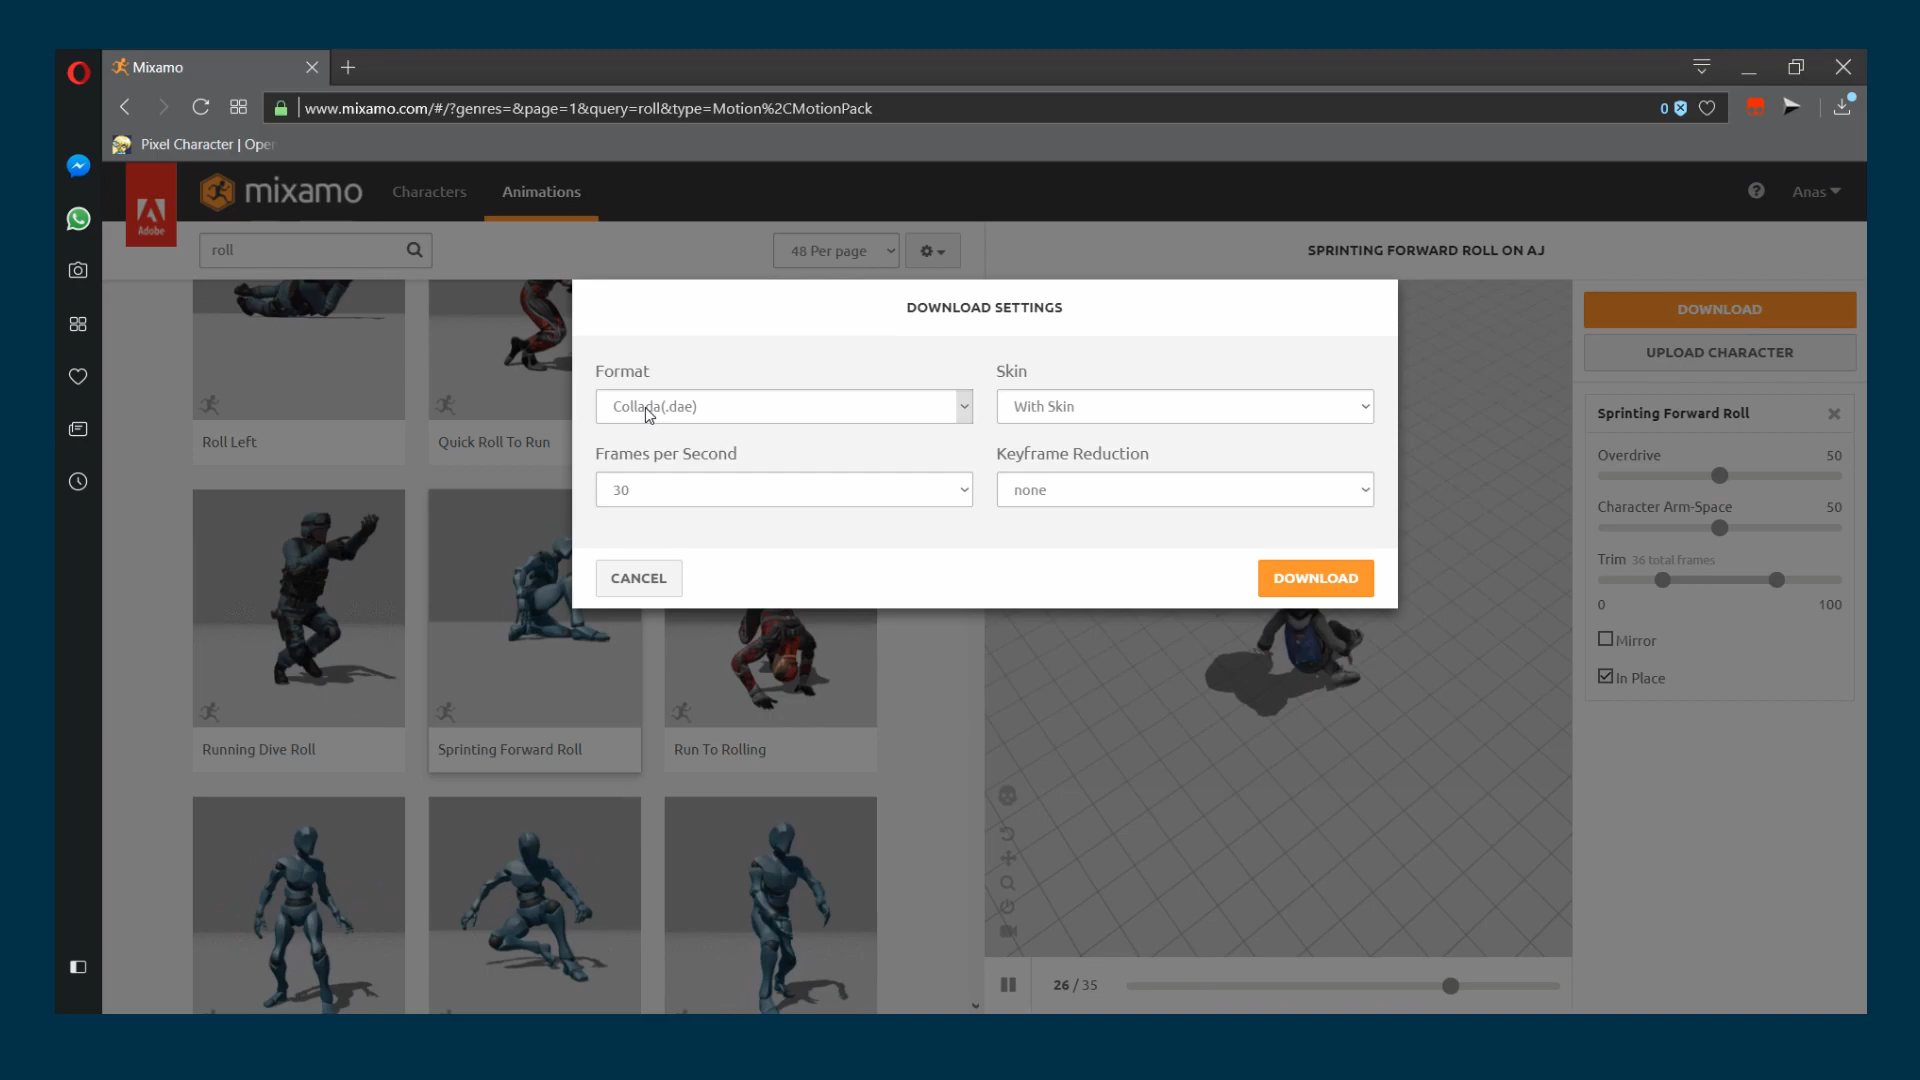 Mixamo
www.mixamo.com/#/?genres=&page=1&query=roll&type=Motion%2CMotionPack
0
Pixel Character | Oper
Adobe
mixamo
Characters
Animations
Anas
roll
48 Per page
SPRINTING FORWARD ROLL ON AJ
DOWNLOAD SETTINGS
Format
Skin
Collada(.dae)
With Skin
Frames per Second
Keyframe Reduction
30
none
CANCEL
DOWNLOAD
DOWNLOAD
UPLOAD CHARACTER
Sprinting Forward Roll
Overdrive 50
Character Arm-Space 50
Trim 36 total frames
0 100
Mirror
In Place
Roll Left
Quick Roll To Run
Running Dive Roll
Sprinting Forward Roll
Run To Rolling
26 / 35